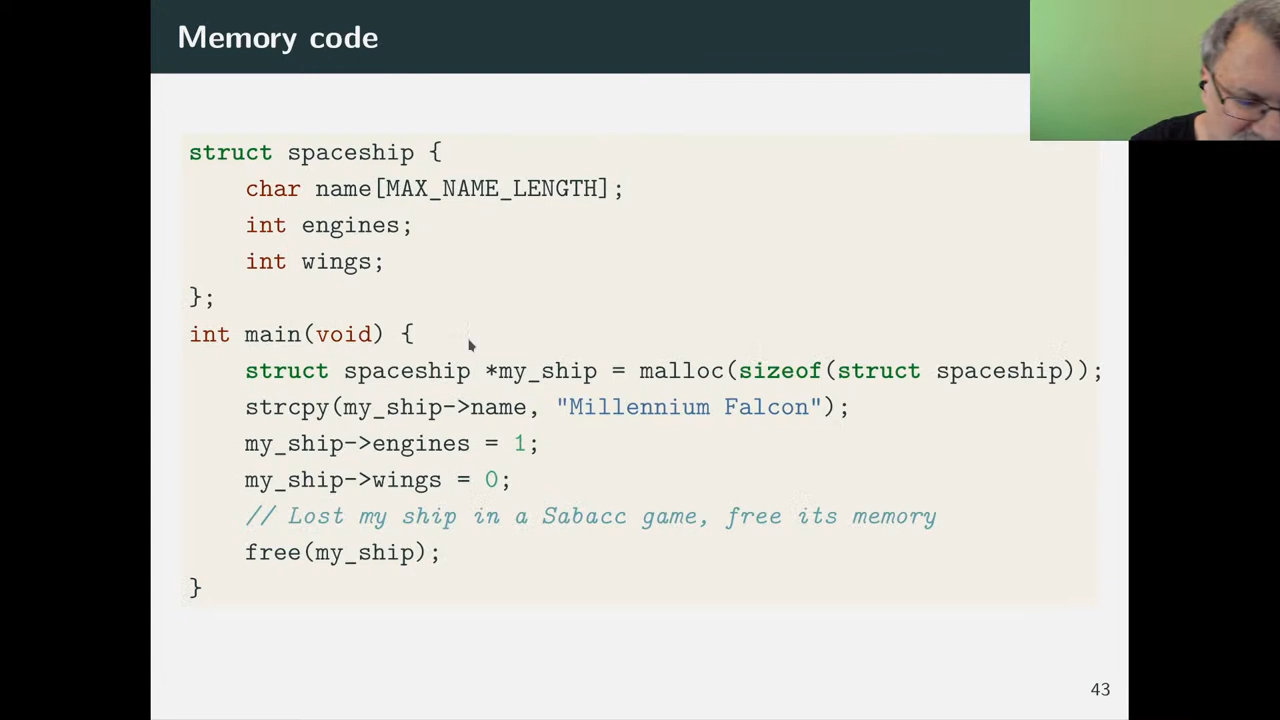 Memory code
struct spaceship {
    char name[MAX_NAME_LENGTH];
    int engines;
    int wings;
};
int main(void) {
    struct spaceship *my_ship = malloc(sizeof(struct spaceship));
    strcpy(my_ship->name, "Millennium Falcon");
    my_ship->engines = 1;
    my_ship->wings = 0;
    // Lost my ship in a Sabacc game, free its memory
    free(my_ship);
}
43